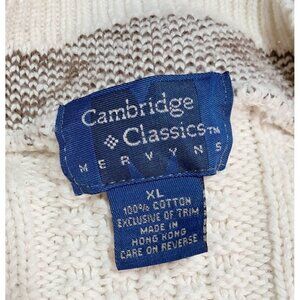 Cambridge
Classics™
MERVYNS
XL
100% COTTON
EXCLUSIVE OF TRIM
MADE IN
HONG KONG
CARE ON REVERSE